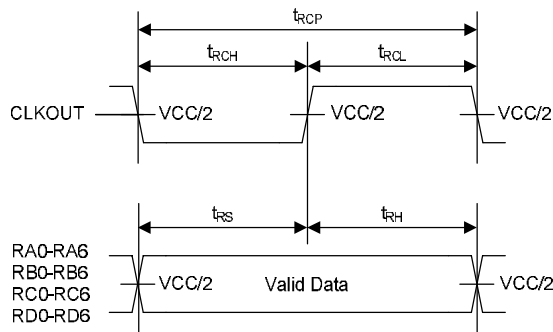 tRCP
tRCH tRCL
CLKOUT VCC/2 VCC/2 VCC/2
tRS tRH
RA0-RA6
RB0-RB6
RC0-RC6
RD0-RD6
VCC/2 Valid Data VCC/2